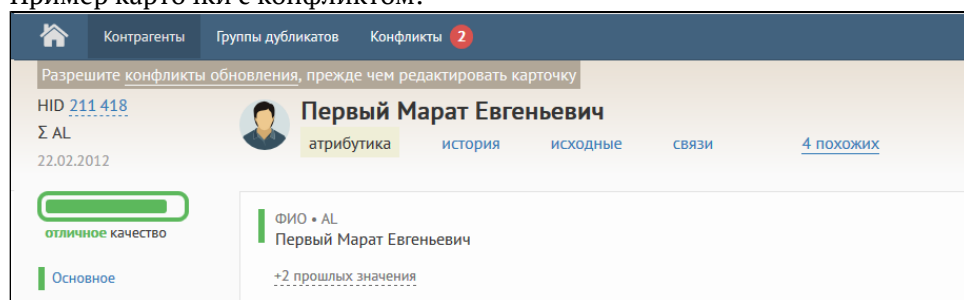 Пример карточки с конфликтом:
Контрагенты Группы дубликатов Конфликты 2
Разрешите конфликты обновления, прежде чем редактировать карточку
HID 211 418
Σ AL
22.02.2012
Первый Марат Евгеньевич
атрибутика история исходные связи 4 похожих
отличное качество
Основное
ФИО • AL
Первый Марат Евгеньевич
+2 прошлых значения